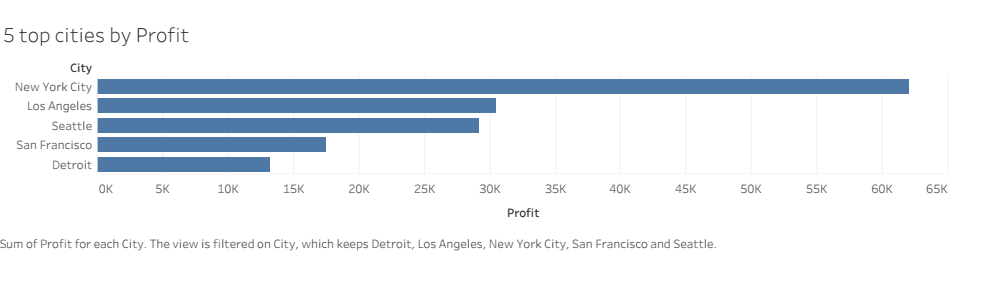 5 top cities by Profit
City
New York City
Los Angeles
Seattle
San Francisco
Detroit
0K 5K 10K 15K 20K 25K 30K 35K 40K 45K 50K 55K 60K 65K
Profit
Sum of Profit for each City. The view is filtered on City, which keeps Detroit, Los Angeles, New York City, San Francisco and Seattle.